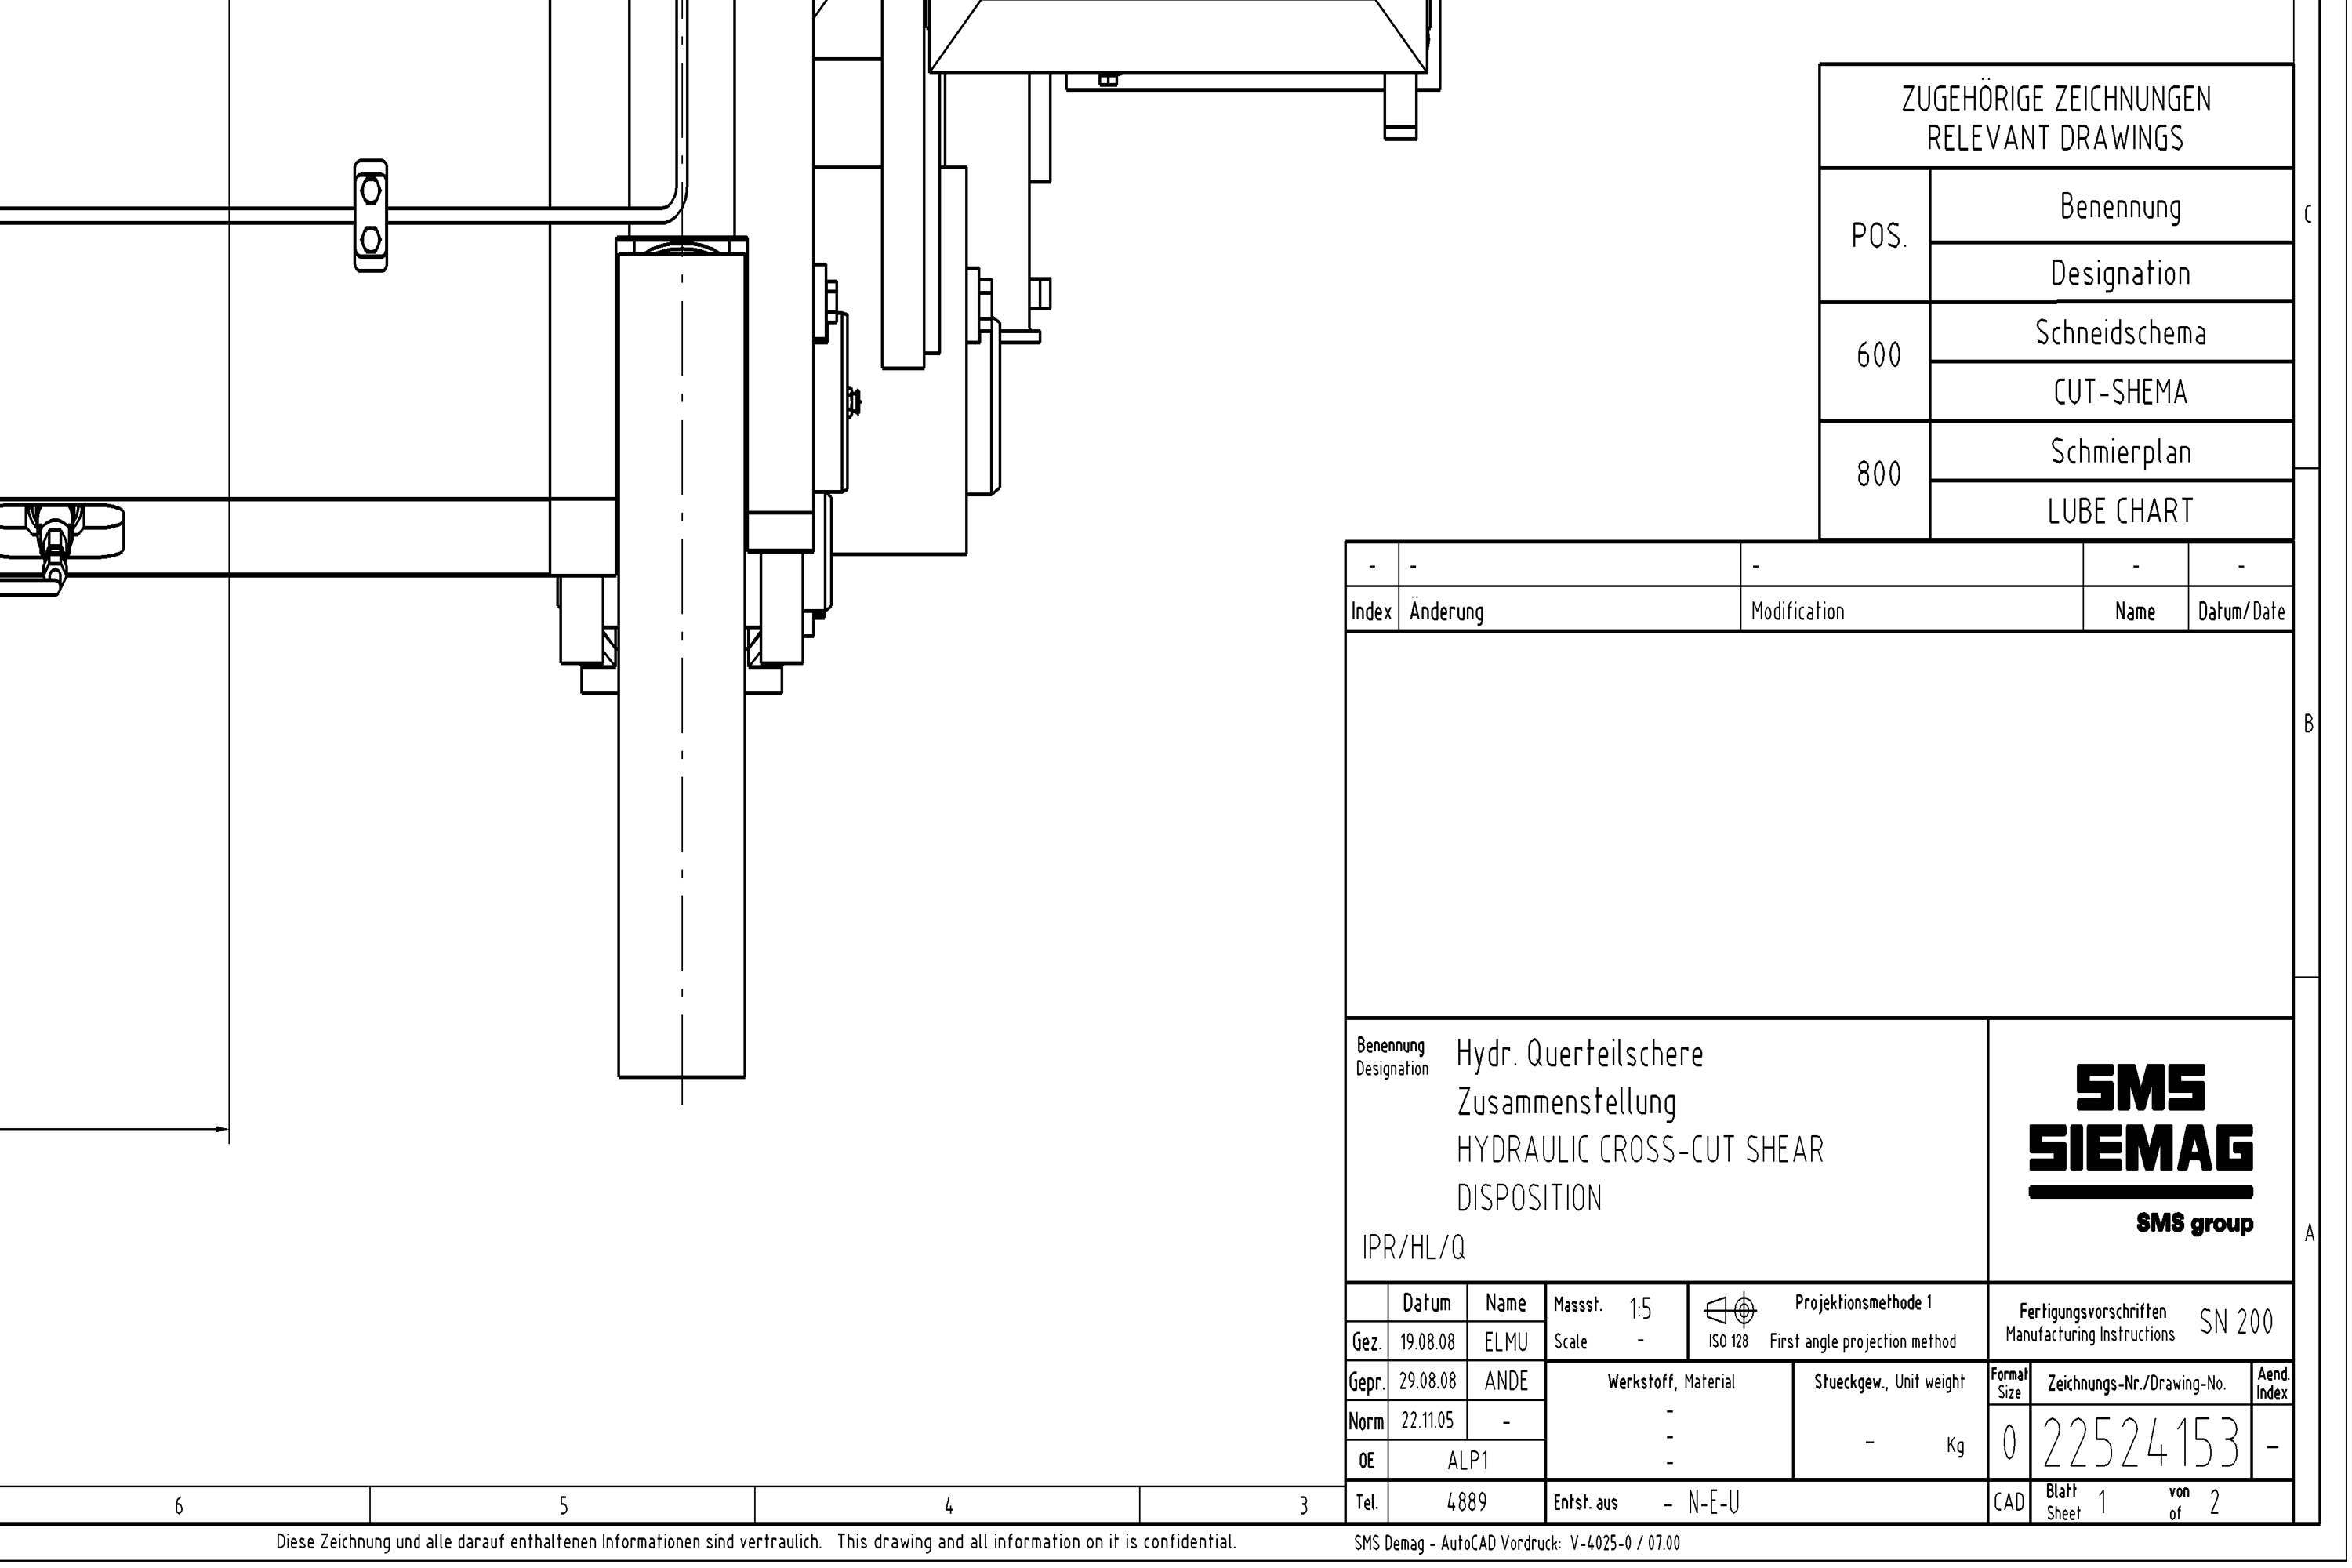 ZUGEHÖRIGE ZEICHNUNGEN
RELEVANT DRAWINGS
POS.
Benennung
Designation
600
Schneidschema
CUT-SHEMA
800
Schmierplan
LUBE CHART
C
B
A
- - - - -
Index Änderung Modification Name Datum/Date
Benennung
Designation
Hydr. Querteilschere
Zusammenstellung
HYDRAULIC CROSS-CUT SHEAR
DISPOSITION
IPR/HL/Q
SMS
SIEMAG
SMS group
Datum Name
Gez. 19.08.08 ELMU
Gepr. 29.08.08 ANDE
Norm 22.11.05 -
OE ALP1
Tel. 4889
Massst. 1:5
Scale -
ISO 128
Projektionsmethode 1
First angle projection method
Fertigungsvorschriften
Manufacturing Instructions
SN 200
Werkstoff, Material
-
-
-
Stueckgew., Unit weight
- Kg
Format
Size
0
Zeichnungs-Nr./Drawing-No.
22524153
Aend.
Index
-
Entst. aus - N-E-U
CAD
Blatt
Sheet
1
von
of
2
6 5 4 3
Diese Zeichnung und alle darauf enthaltenen Informationen sind vertraulich. This drawing and all information on it is confidential.
SMS Demag - AutoCAD Vordruck: V-4025-0 / 07.00